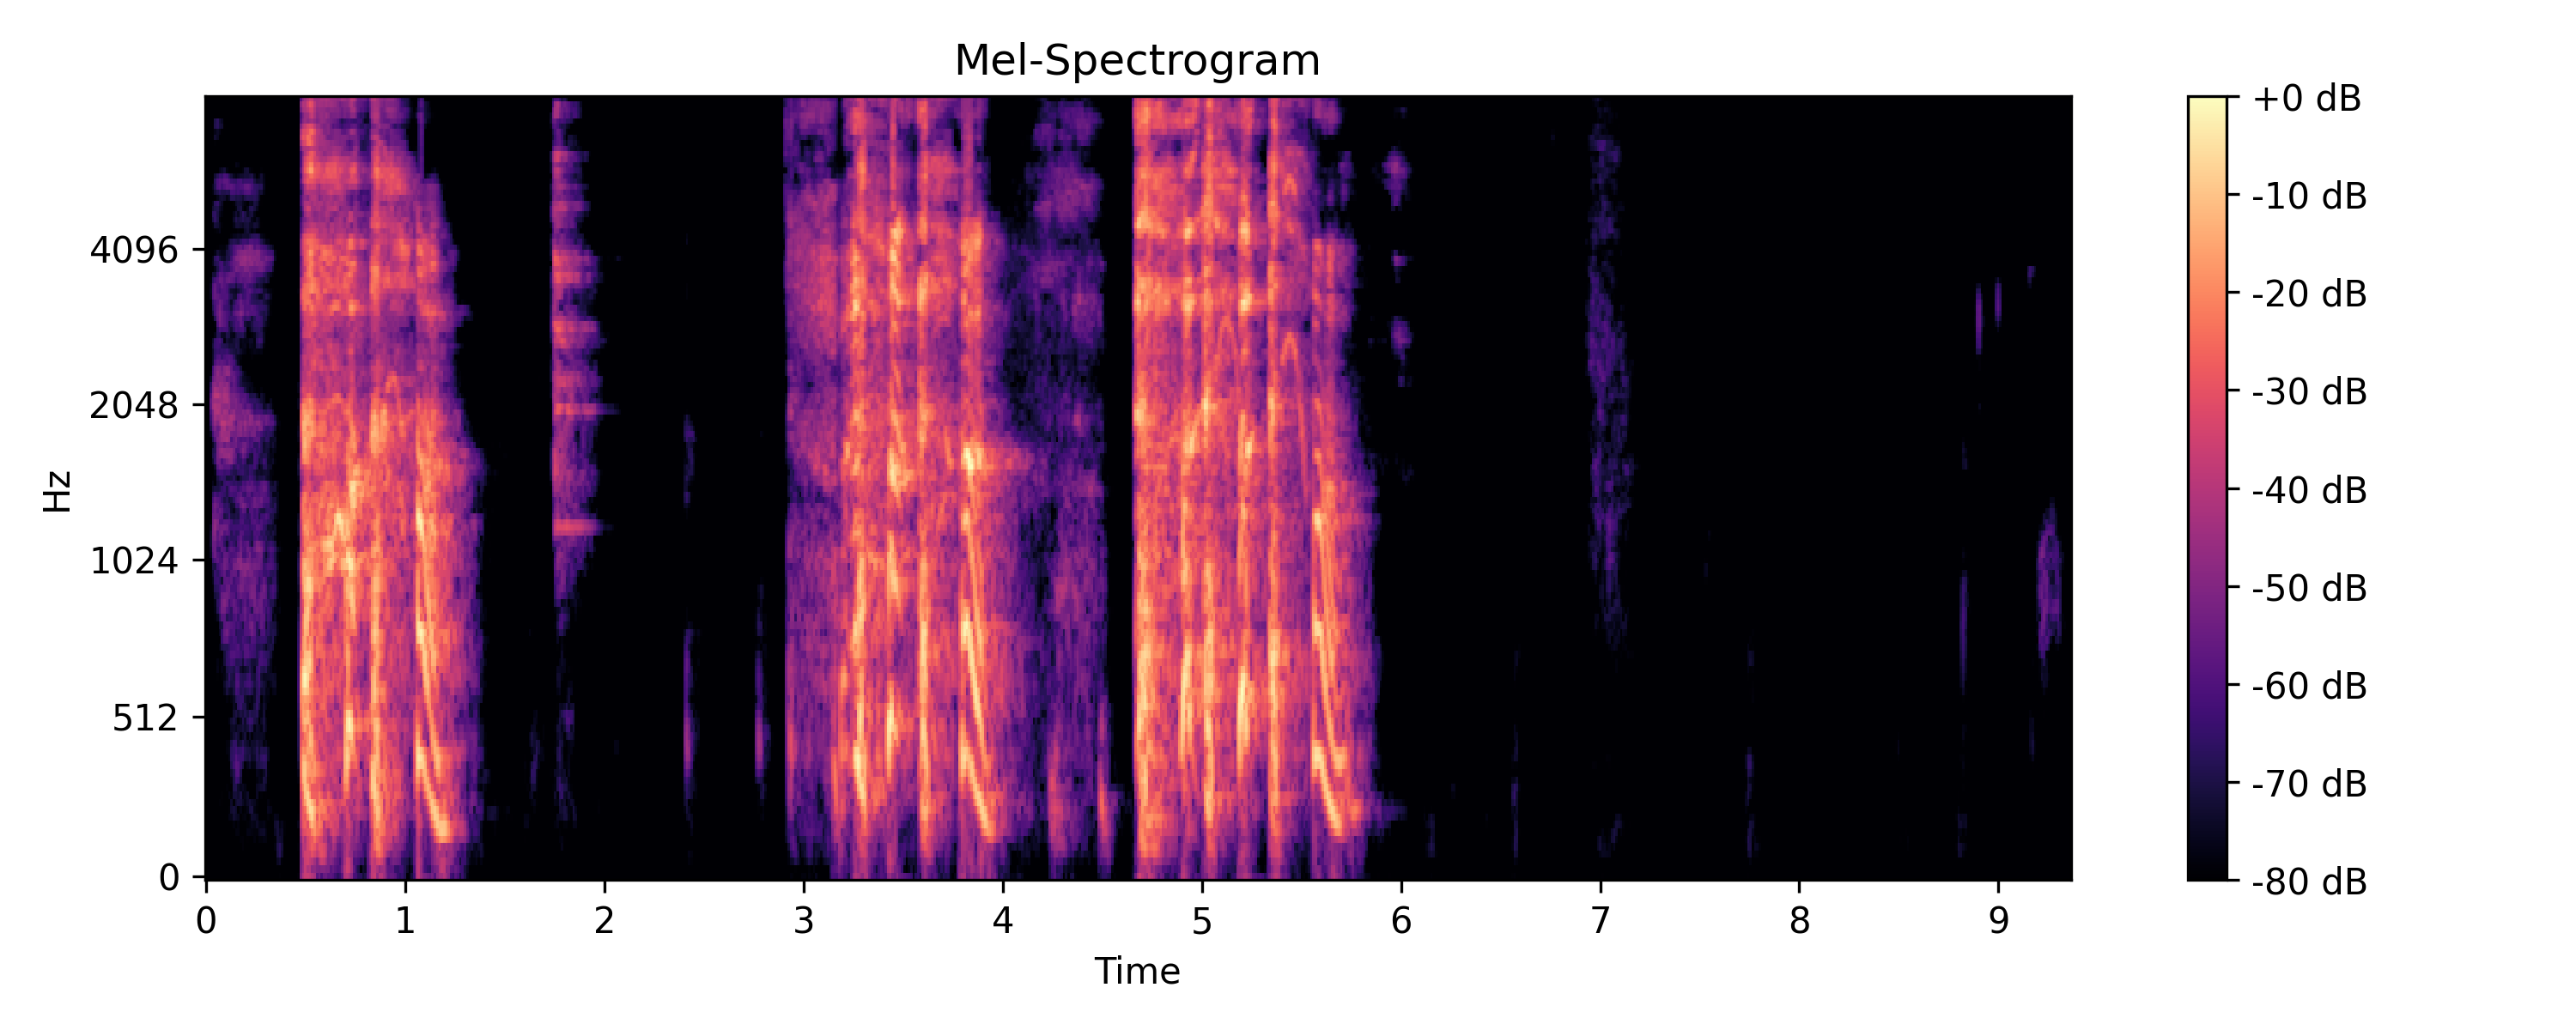 Mel-Spectrogram
+0 dB
-10 dB
-20 dB
-30 dB
-40 dB
-50 dB
-60 dB
-70 dB
-80 dB
Hz
4096
2048
1024
512
0
0 1 2 3 4 5 6 7 8 9
Time